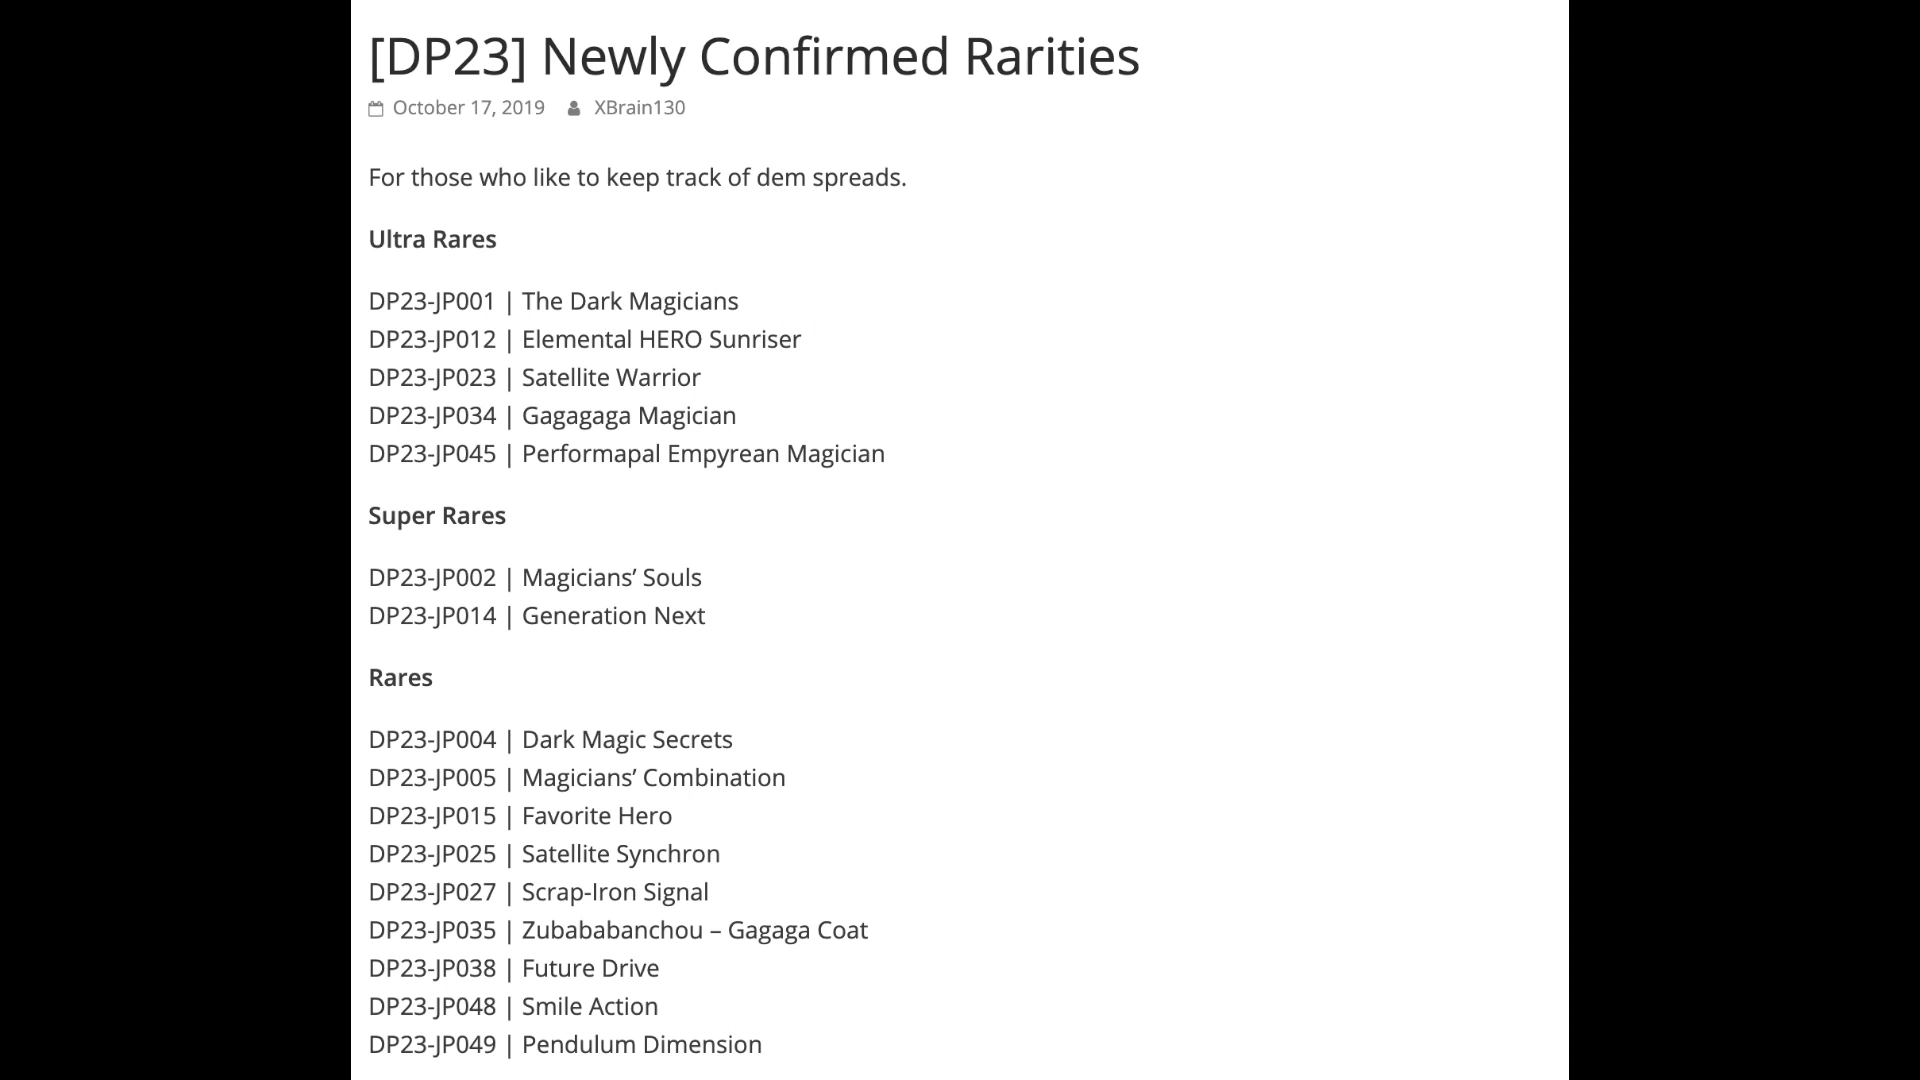 [DP23] Newly Confirmed Rarities
October 17, 2019 XBrain130
For those who like to keep track of dem spreads.
Ultra Rares
DP23-JP001 | The Dark Magicians
DP23-JP012 | Elemental HERO Sunriser
DP23-JP023 | Satellite Warrior
DP23-JP034 | Gagagaga Magician
DP23-JP045 | Performapal Empyrean Magician
Super Rares
DP23-JP002 | Magicians’ Souls
DP23-JP014 | Generation Next
Rares
DP23-JP004 | Dark Magic Secrets
DP23-JP005 | Magicians’ Combination
DP23-JP015 | Favorite Hero
DP23-JP025 | Satellite Synchron
DP23-JP027 | Scrap-Iron Signal
DP23-JP035 | Zubababanchou – Gagaga Coat
DP23-JP038 | Future Drive
DP23-JP048 | Smile Action
DP23-JP049 | Pendulum Dimension